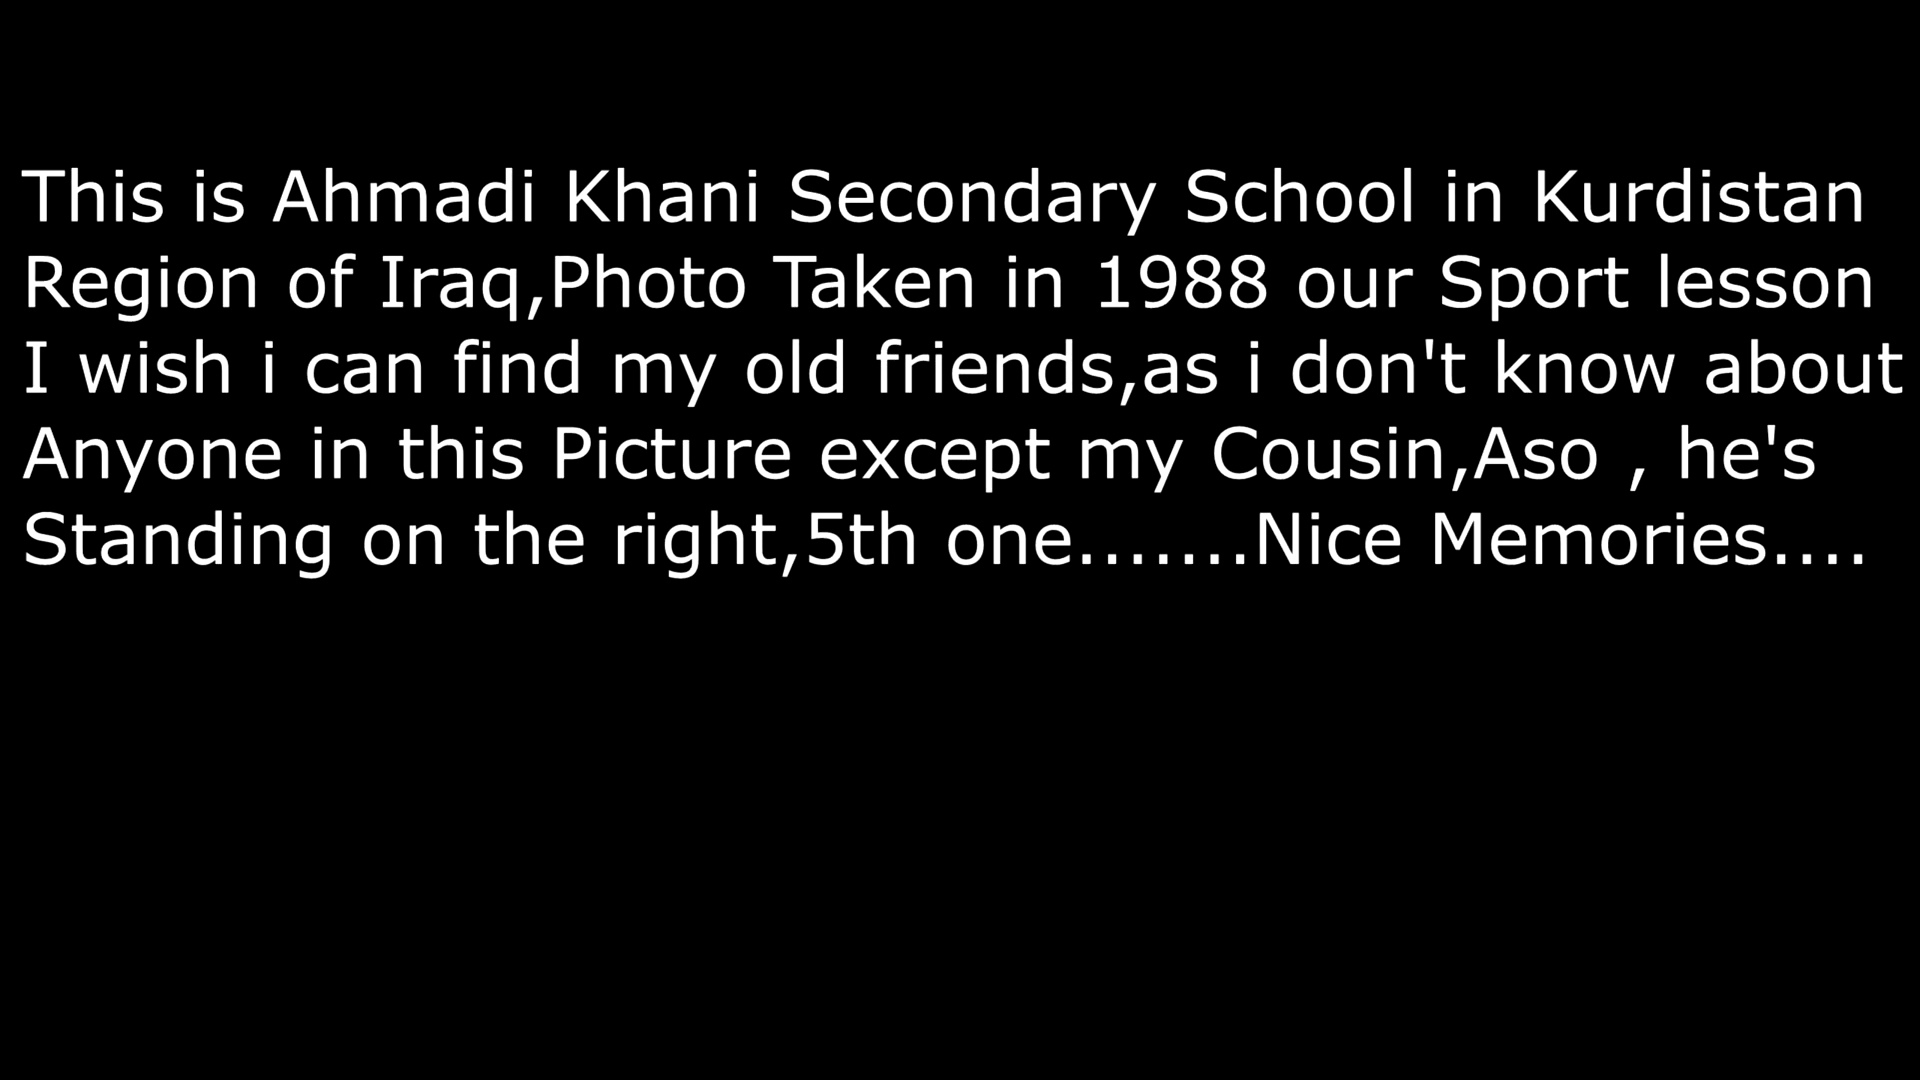 This is Ahmadi Khani Secondary School in Kurdistan
Region of Iraq,Photo Taken in 1988 our Sport lesson
I wish i can find my old friends,as i don't know about
Anyone in this Picture except my Cousin,Aso , he's
Standing on the right,5th one.......Nice Memories....